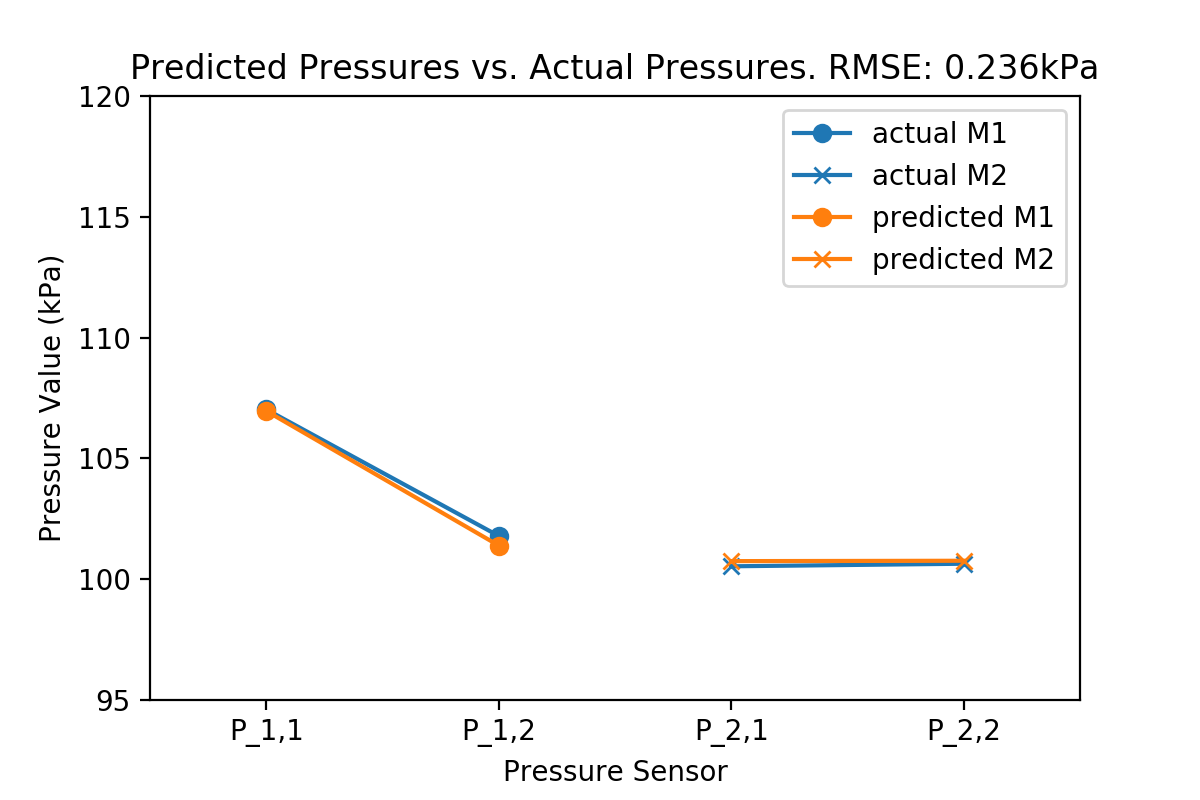 Predicted Pressures vs. Actual Pressures. RMSE: 0.236kPa
120
115
110
105
100
95
Pressure Value (kPa)
actual M1
actual M2
predicted M1
predicted M2
P_1,1
P_1,2
P_2,1
P_2,2
Pressure Sensor